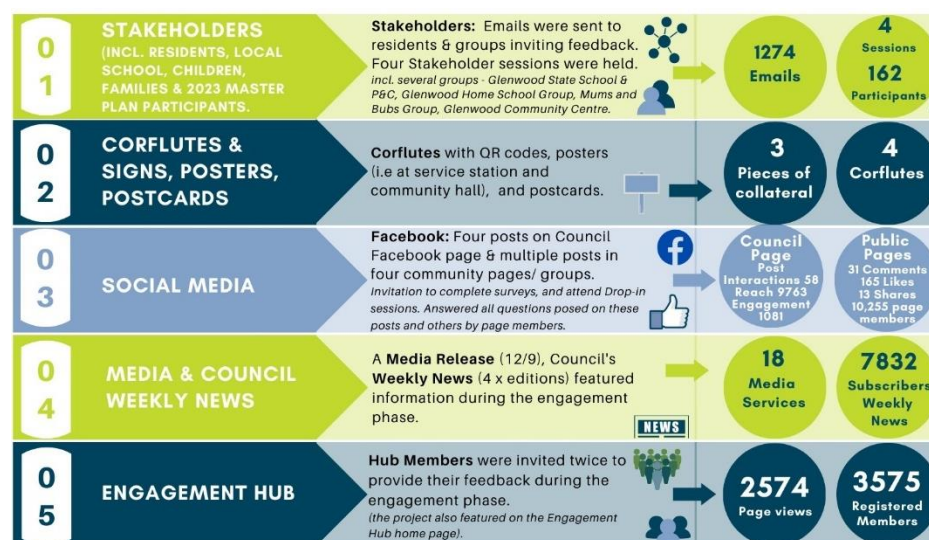 01
STAKEHOLDERS
(INCL. RESIDENTS, LOCAL
SCHOOL, CHILDREN,
FAMILIES & 2023 MASTER
PLAN PARTICIPANTS.
Stakeholders: Emails were sent to
residents & groups inviting feedback.
Four Stakeholder sessions were held.
incl. several groups - Glenwood State School &
P&C, Glenwood Home School Group, Mums and
Bubs Group, Glenwood Community Centre.
1274
Emails
4
Sessions
162
Participants
02
CORFLUTES &
SIGNS, POSTERS,
POSTCARDS
Corflutes with QR codes, posters
(i.e at service station and
community hall), and postcards.
3
Pieces of
collateral
4
Corflutes
03
SOCIAL MEDIA
Facebook: Four posts on Council
Facebook page & multiple posts in
four community pages/ groups.
Invitation to complete surveys, and attend Drop-in
sessions. Answered all questions posed on these
posts and others by page members.
Council
Page
Post
Interactions 58
Reach 9763
Engagement
1081
Public
Pages
31 Comments
165 Likes
13 Shares
10,255 page
members
04
MEDIA & COUNCIL
WEEKLY NEWS
A Media Release (12/9), Council's
Weekly News (4 x editions) featured
information during the engagement
phase.
NEWS
18
Media
Services
7832
Subscribers
Weekly
News
05
ENGAGEMENT HUB
Hub Members were invited twice to
provide their feedback during the
engagement phase.
(the project also featured on the Engagement
Hub home page).
2574
Page views
3575
Registered
Members